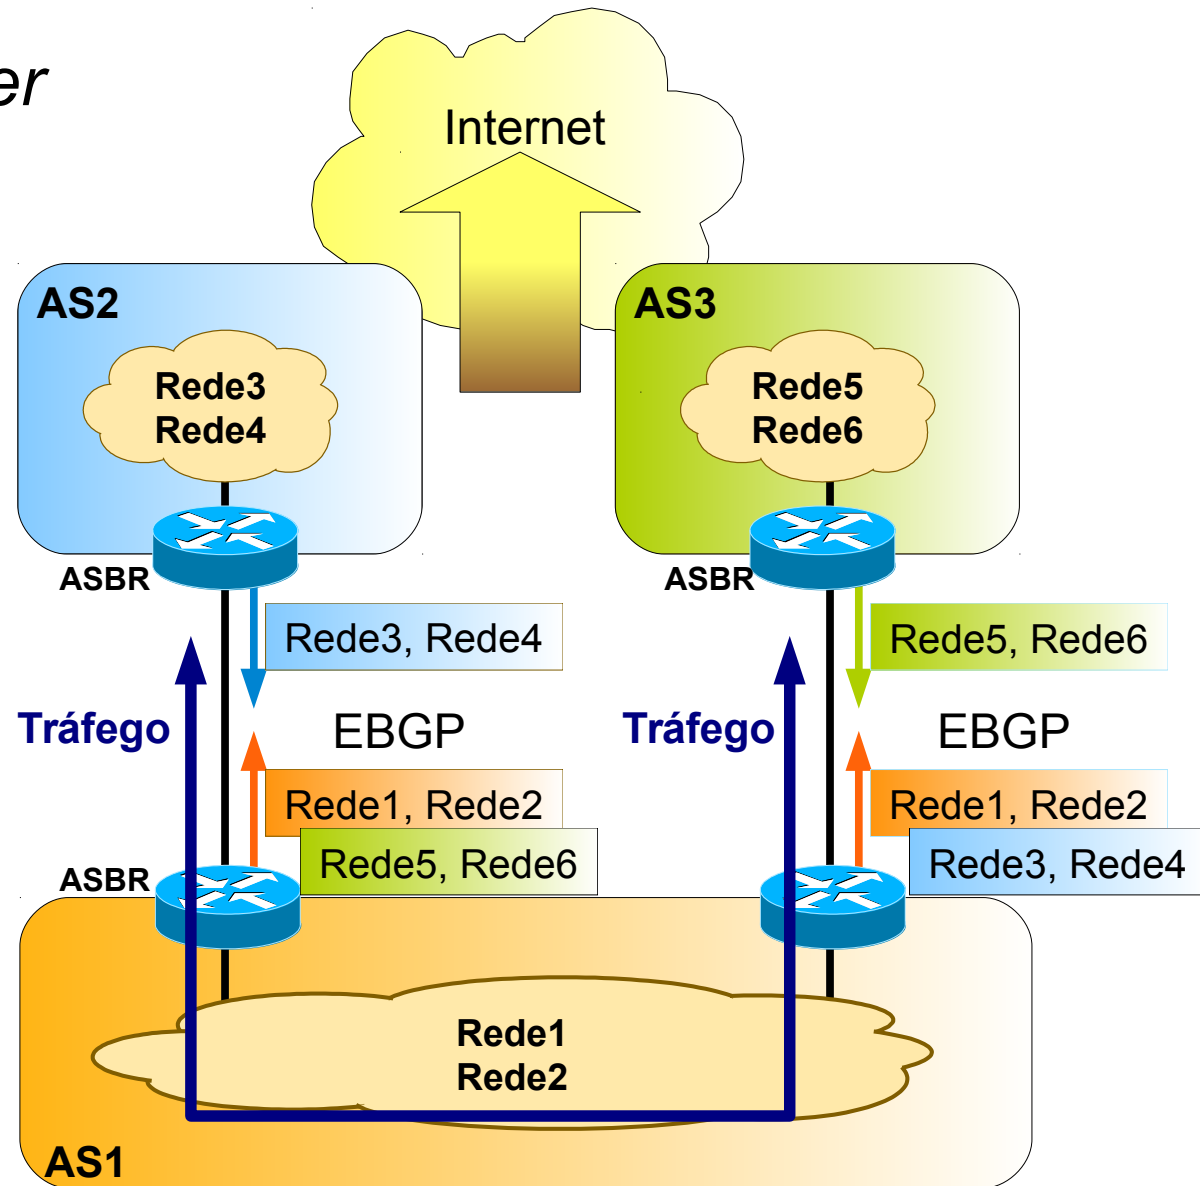 er
Internet
AS2
AS3
Rede3
Rede4
Rede5
Rede6
ASBR
ASBR
Rede3, Rede4
Rede5, Rede6
Tráfego
EBGP
Tráfego
EBGP
Rede1, Rede2
Rede1, Rede2
Rede5, Rede6
Rede3, Rede4
ASBR
Rede1
Rede2
AS1